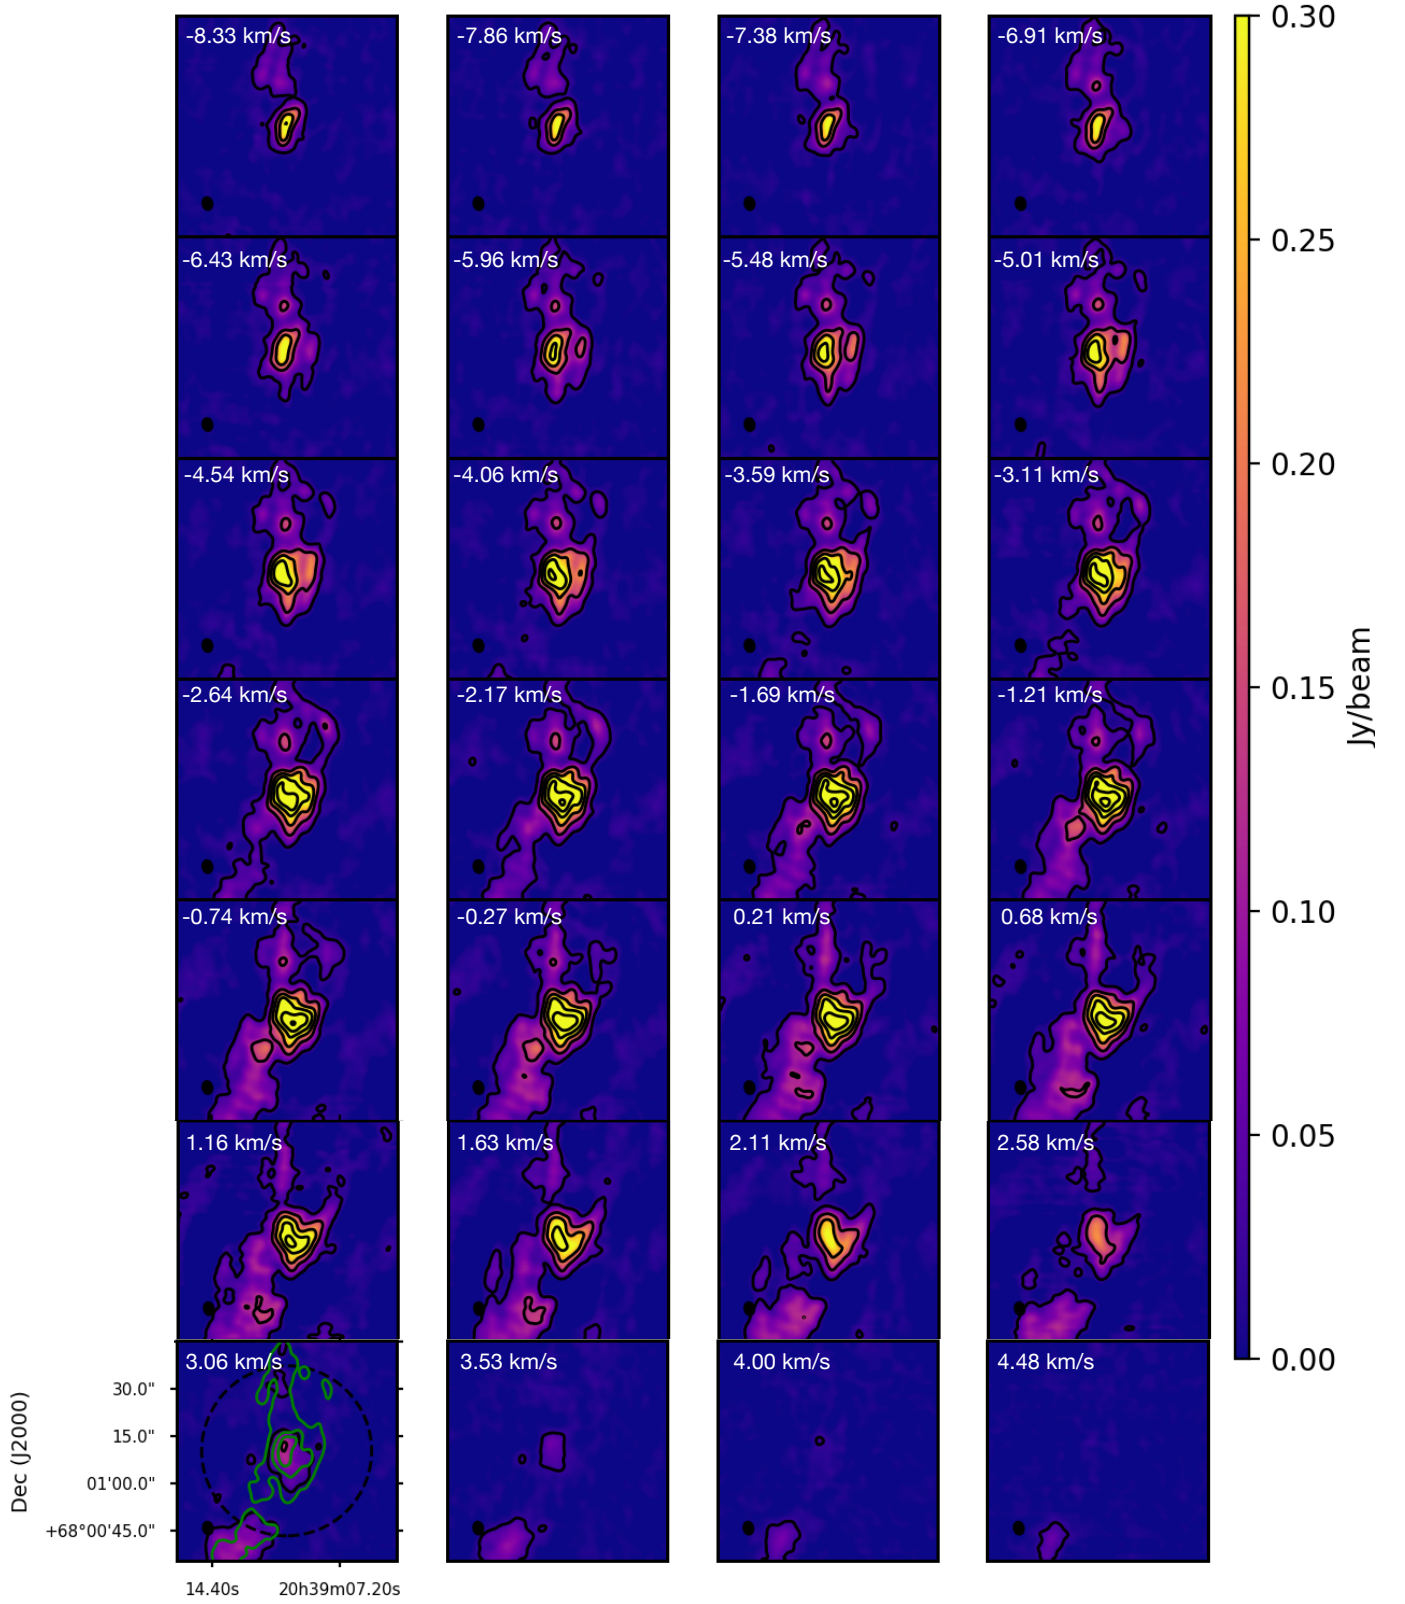 -8.33 km/s -7.86 km/s -7.38 km/s -6.91 km/s
-6.43 km/s -5.96 km/s -5.48 km/s -5.01 km/s
-4.54 km/s -4.06 km/s -3.59 km/s -3.11 km/s
-2.64 km/s -2.17 km/s -1.69 km/s -1.21 km/s
-0.74 km/s -0.27 km/s 0.21 km/s 0.68 km/s
1.16 km/s 1.63 km/s 2.11 km/s 2.58 km/s
3.06 km/s 3.53 km/s 4.00 km/s 4.48 km/s
Dec (J2000)
30.0"
15.0"
01'00.0"
+68°00'45.0"
14.40s 20h39m07.20s
0.30
0.25
0.20
0.15
0.10
0.05
0.00
Jy/beam